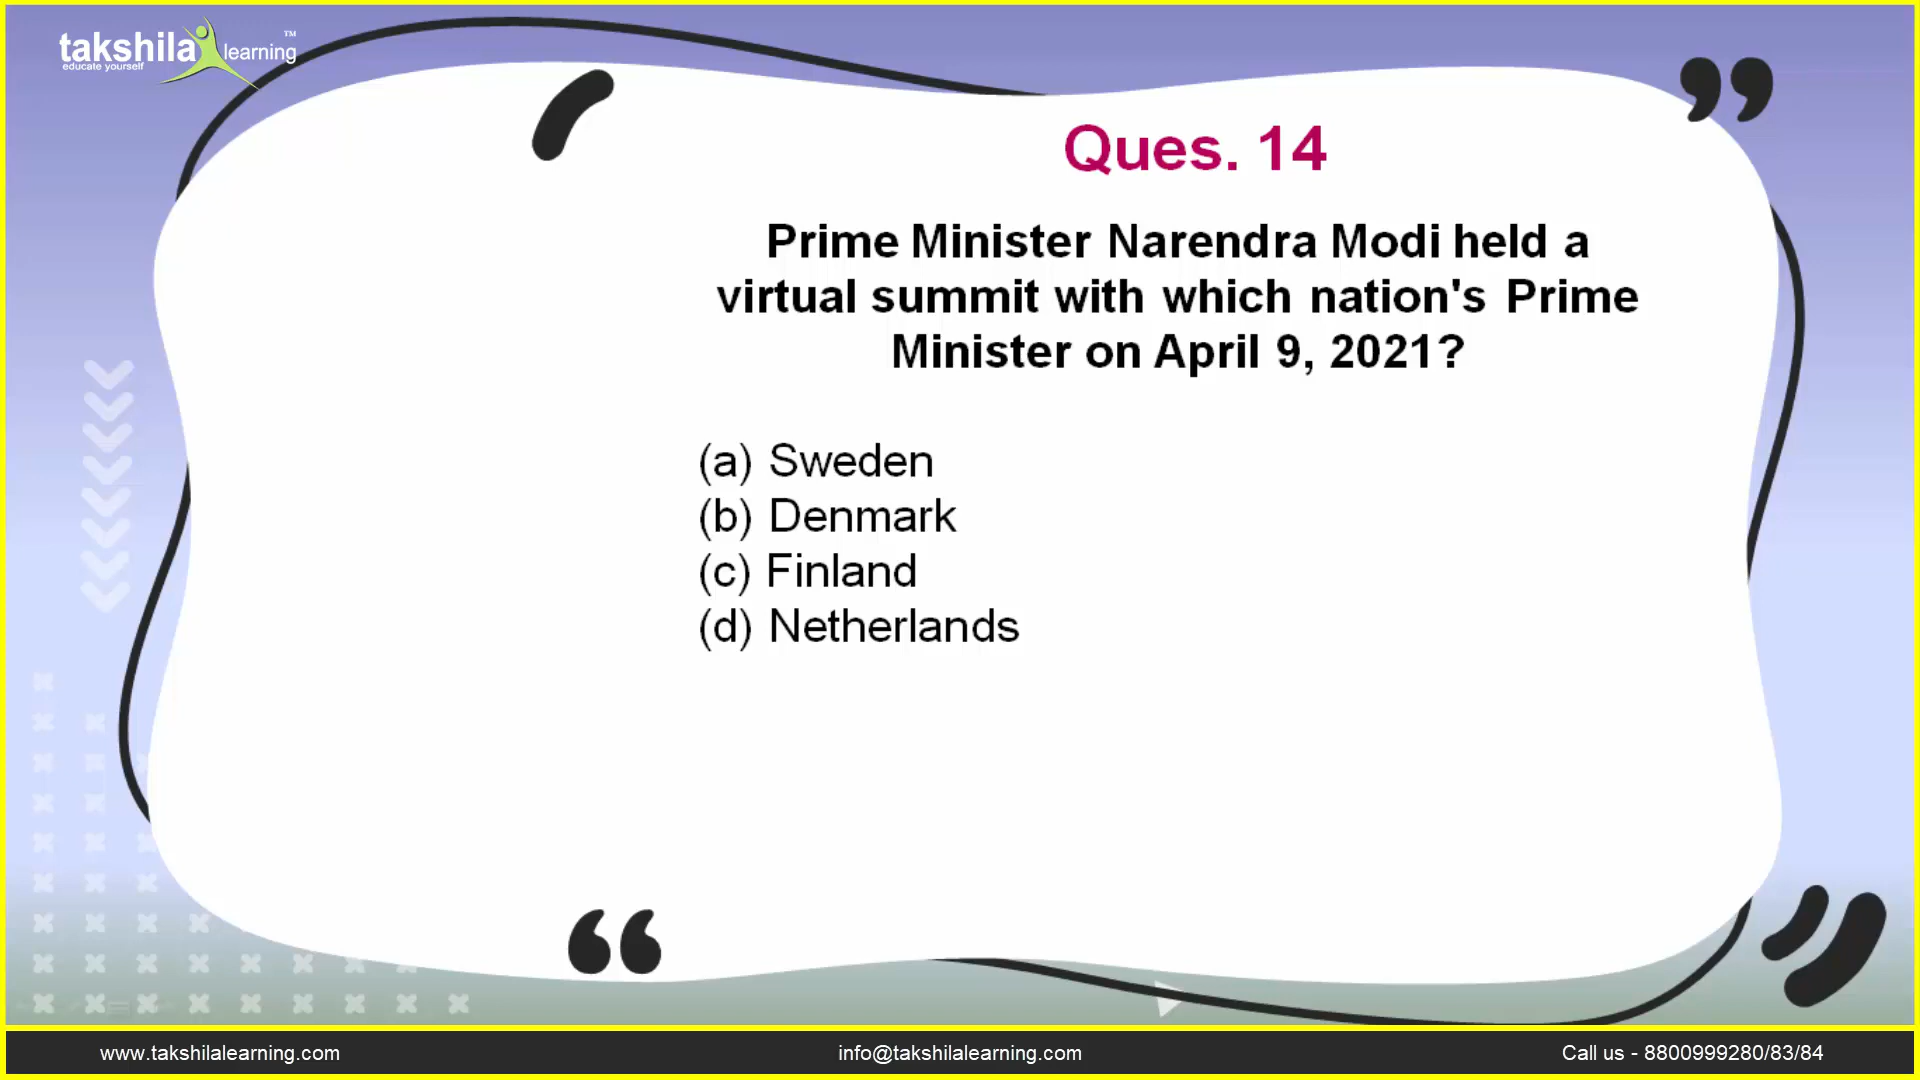 takshila learning ™
educate yourself
Ques. 14
Prime Minister Narendra Modi held a
virtual summit with which nation's Prime
Minister on April 9, 2021?
(a) Sweden
(b) Denmark
(c) Finland
(d) Netherlands
www.takshilalearning.com
info@takshilalearning.com
Call us - 8800999280/83/84